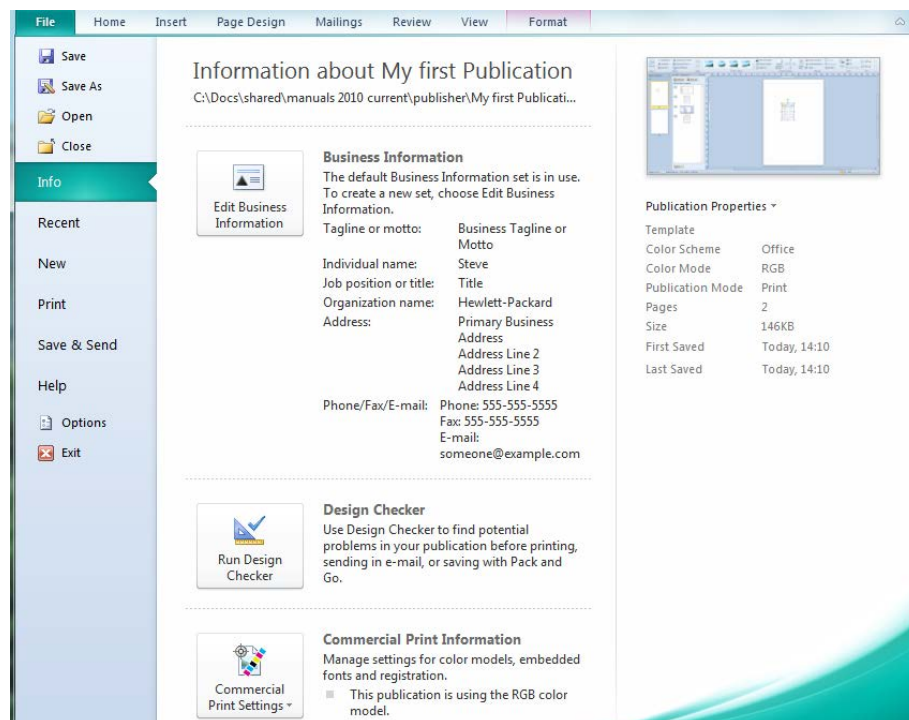 File Home Insert Page Design Mailings Review View Format
Save
Save As
Open
Close
Info
Recent
New
Print
Save & Send
Help
Options
Exit
Information about My first Publication
C:\Docs\shared\manuals 2010 current\publisher\My first Publicati...
Edit Business
Information
Business Information
The default Business Information set is in use.
To create a new set, choose Edit Business
Information.
Tagline or motto: Business Tagline or
Motto
Individual name: Steve
Job position or title: Title
Organization name: Hewlett-Packard
Address: Primary Business
Address
Address Line 2
Address Line 3
Address Line 4
Phone/Fax/E-mail: Phone: 555-555-5555
Fax: 555-555-5555
E-mail:
someone@example.com
Run Design
Checker
Design Checker
Use Design Checker to find potential
problems in your publication before printing,
sending in e-mail, or saving with Pack and
Go.
Commercial
Print Settings
Commercial Print Information
Manage settings for color models, embedded
fonts and registration.
This publication is using the RGB color
model.
Publication Properties
Template
Color Scheme Office
Color Mode RGB
Publication Mode Print
Pages 2
Size 146KB
First Saved Today, 14:10
Last Saved Today, 14:10